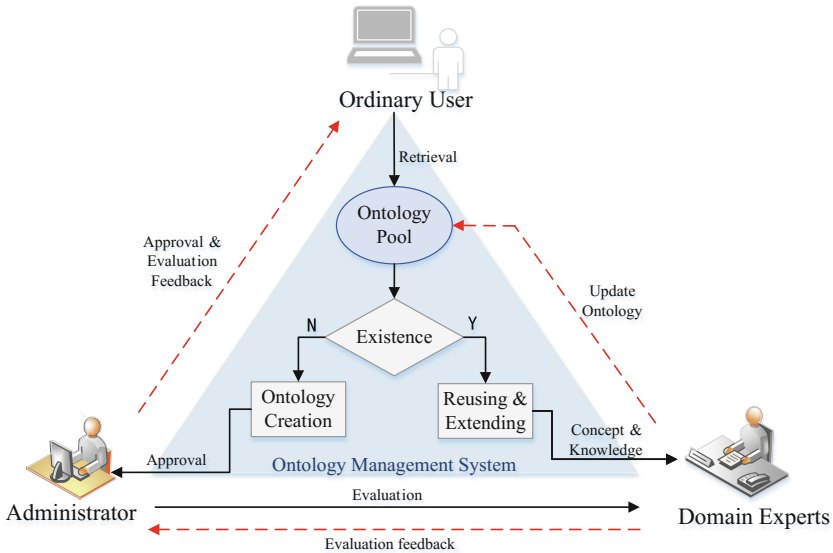 Ordinary User
Retrieval
Ontology
Pool
Approval &
Evaluation
Feedback
Update
Ontology
N
Existence
Y
Ontology
Creation
Reusing &
Extending
Concept &
Knowledge
Approval
Ontology Management System
Evaluation
Administrator
Domain Experts
Evaluation feedback